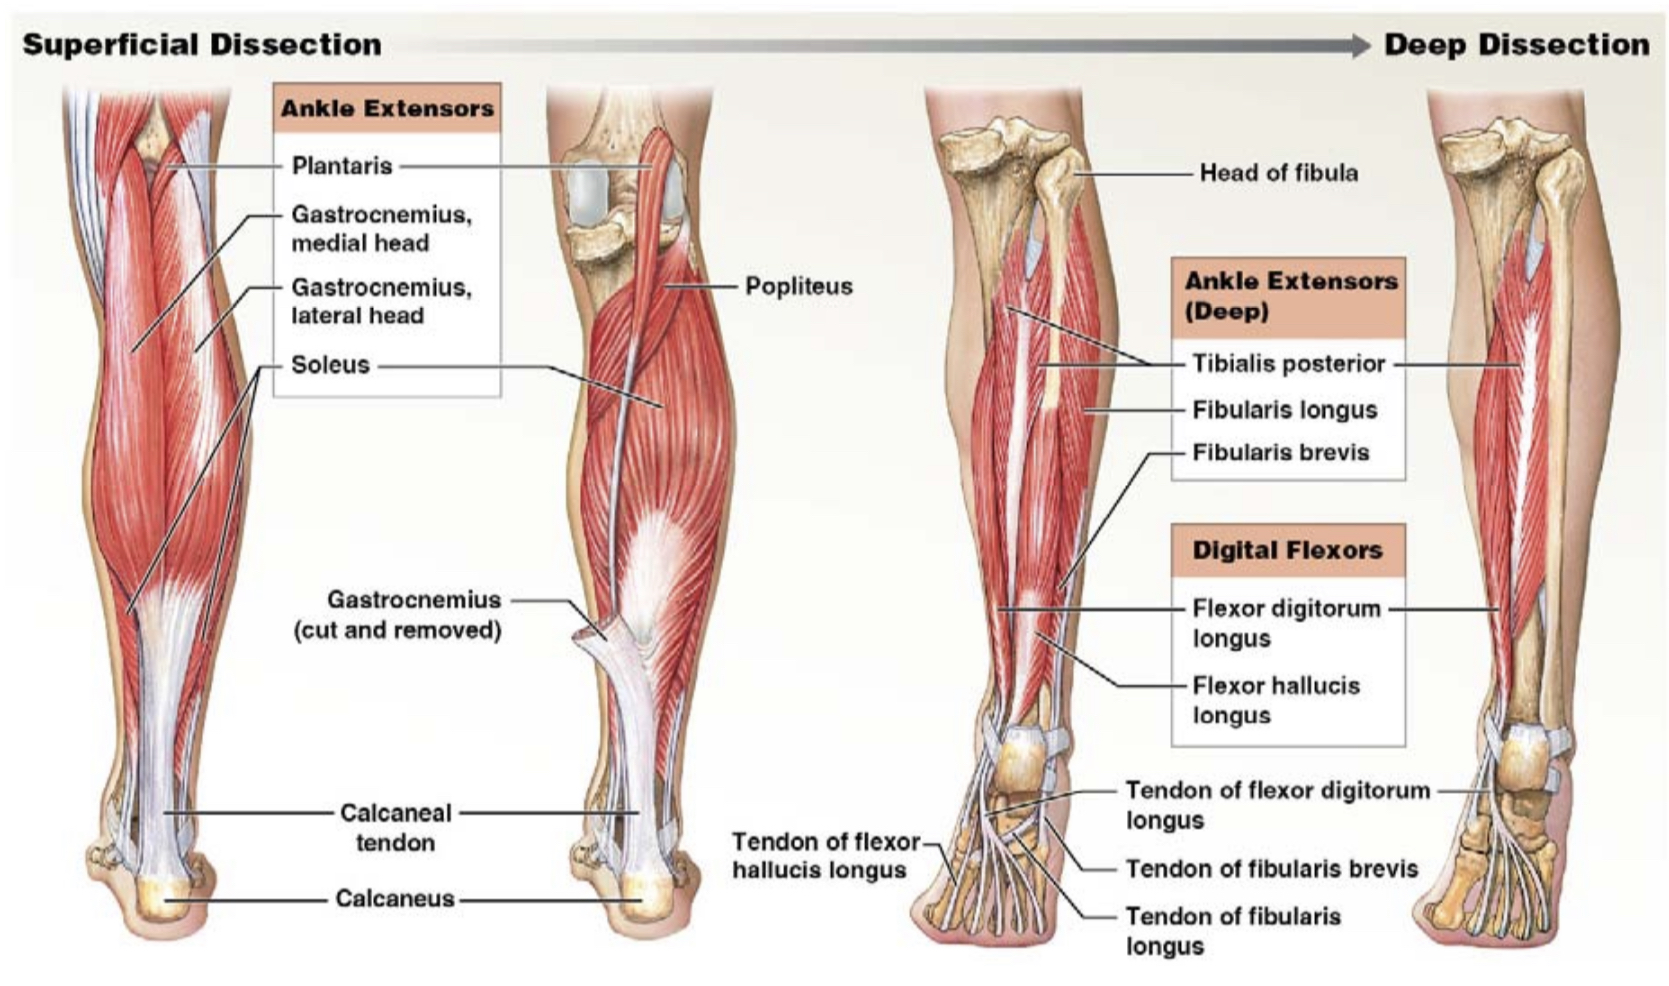 Superficial Dissection
Deep Dissection
Ankle Extensors
Plantaris
Gastrocnemius,
medial head
Gastrocnemius,
lateral head
Soleus
Popliteus
Gastrocnemius
(cut and removed)
Calcaneal
tendon
Calcaneus
Head of fibula
Ankle Extensors
(Deep)
Tibialis posterior
Fibularis longus
Fibularis brevis
Digital Flexors
Flexor digitorum
longus
Flexor hallucis
longus
Tendon of flexor
hallucis longus
Tendon of flexor digitorum
longus
Tendon of fibularis brevis
Tendon of fibularis
longus